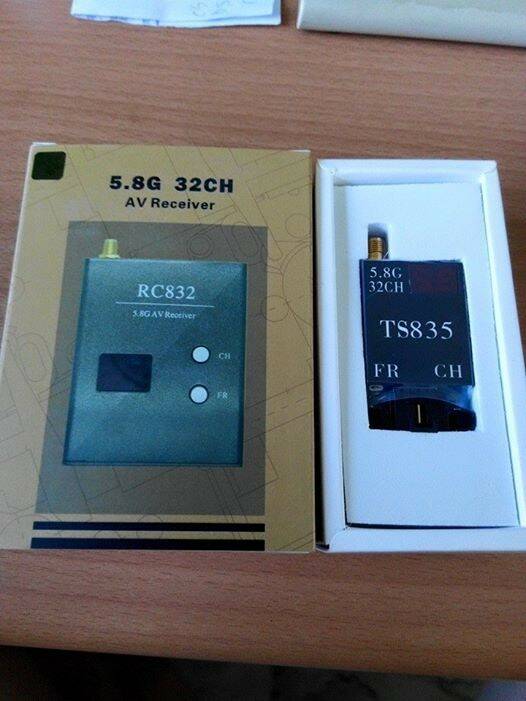 5.8G 32CH
AV Receiver
RC832
5.8G AV Receiver
CH
FR
5.8G
32CH
TS835
FR CH